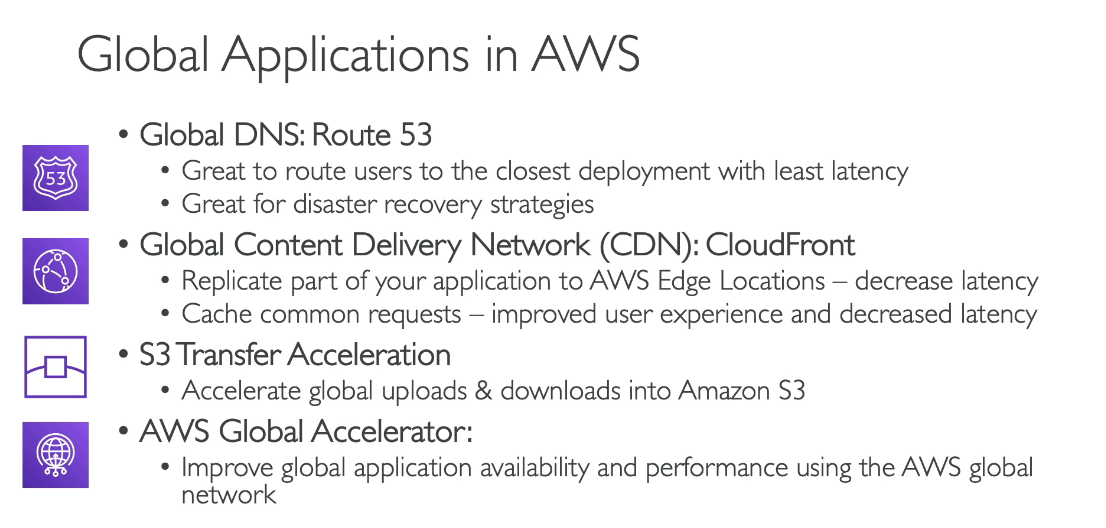 Global Applications in AWS
• Global DNS: Route 53
• Great to route users to the closest deployment with least latency
• Great for disaster recovery strategies
53
• Global Content Delivery Network (CDN): CloudFront
• Replicate part of your application to AWS Edge Locations – decrease latency
• Cache common requests – improved user experience and decreased latency
• S3 Transfer Acceleration
• Accelerate global uploads & downloads into Amazon S3
• AWS Global Accelerator:
• Improve global application availability and performance using the AWS global
network